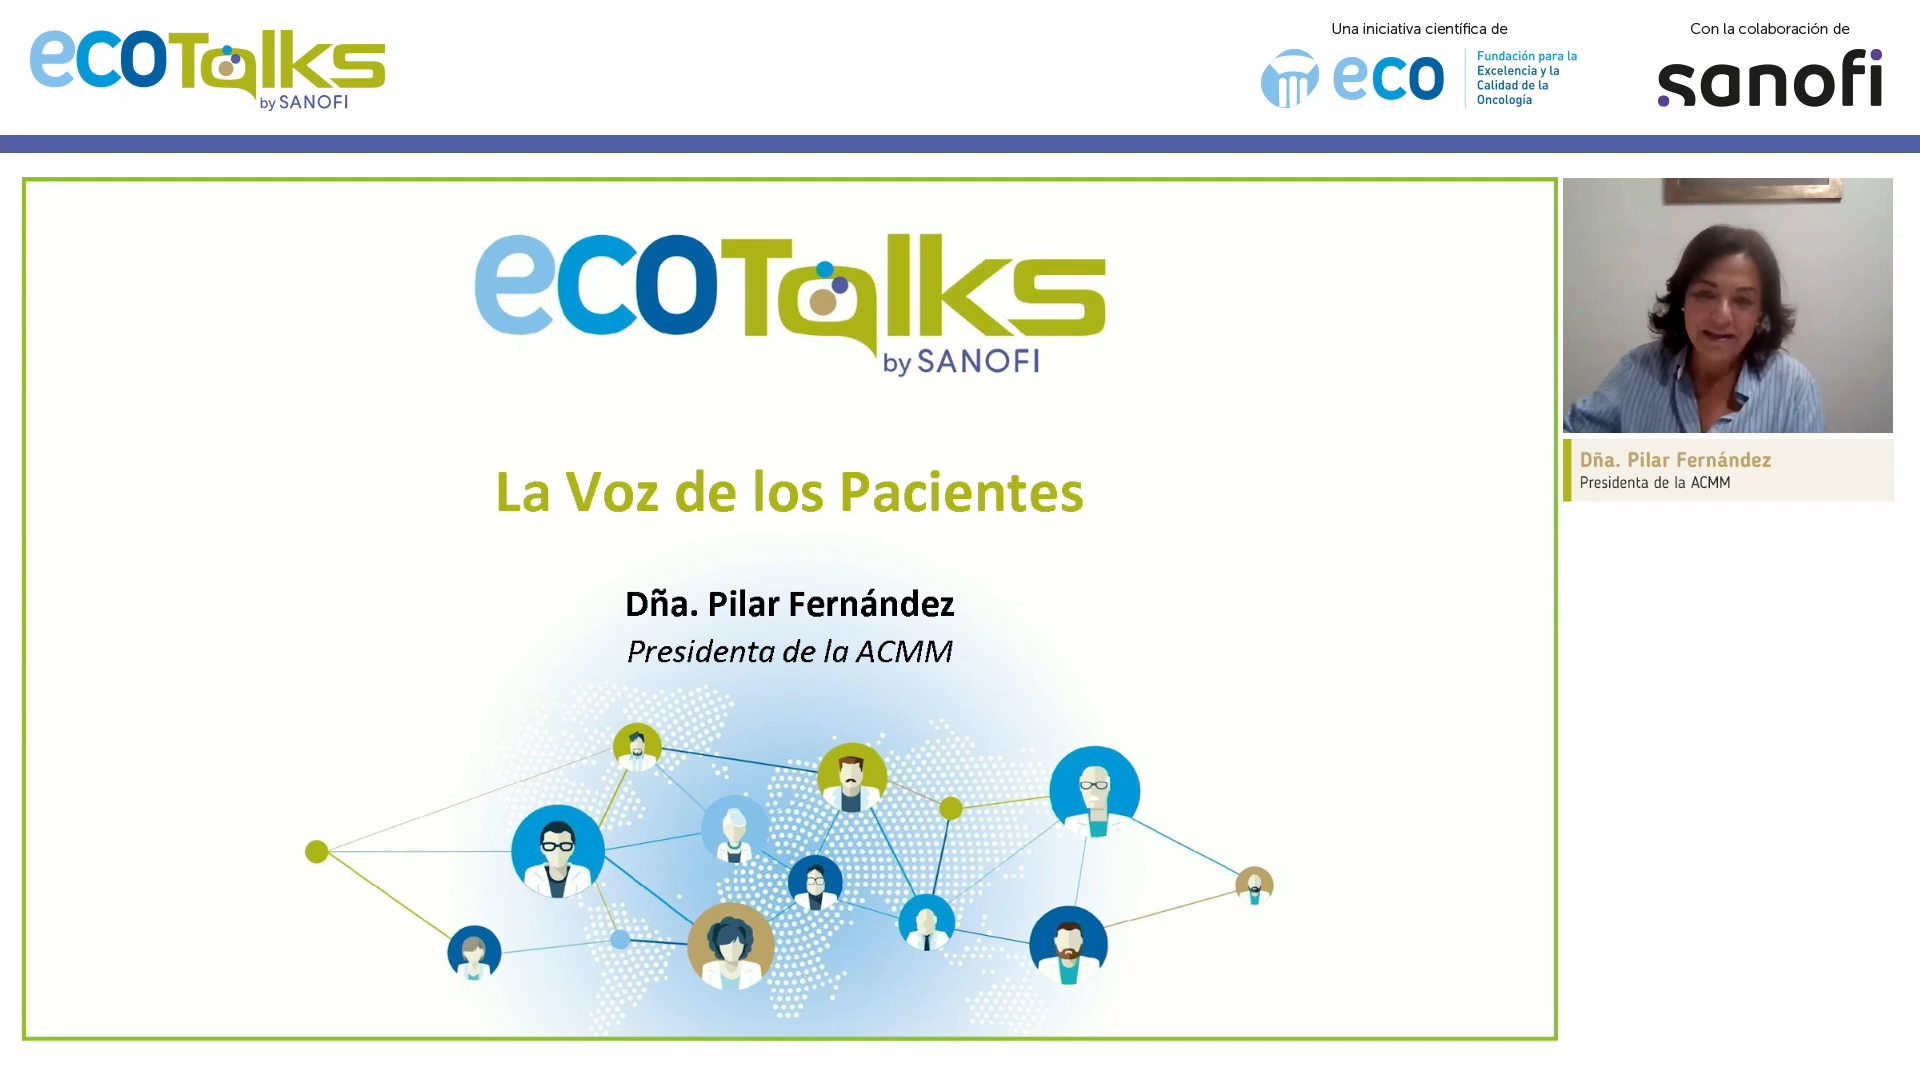 ecoTalks
by SANOFI
Una iniciativa científica de
eco
Fundación para la
Excelencia y la
Calidad de la
Oncología
Con la colaboración de
sanofi
ecoTalks
by SANOFI
La Voz de los Pacientes
Dña. Pilar Fernández
Presidenta de la ACMM
Dña. Pilar Fernández
Presidenta de la ACMM